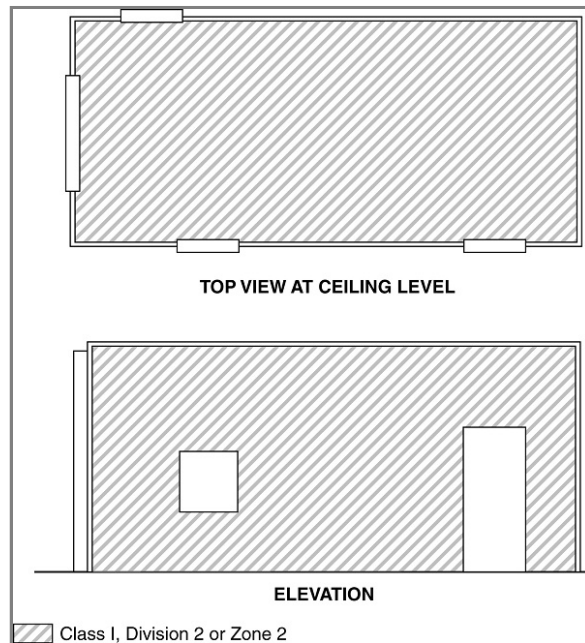 TOP VIEW AT CEILING LEVEL
ELEVATION
Class I, Division 2 or Zone 2